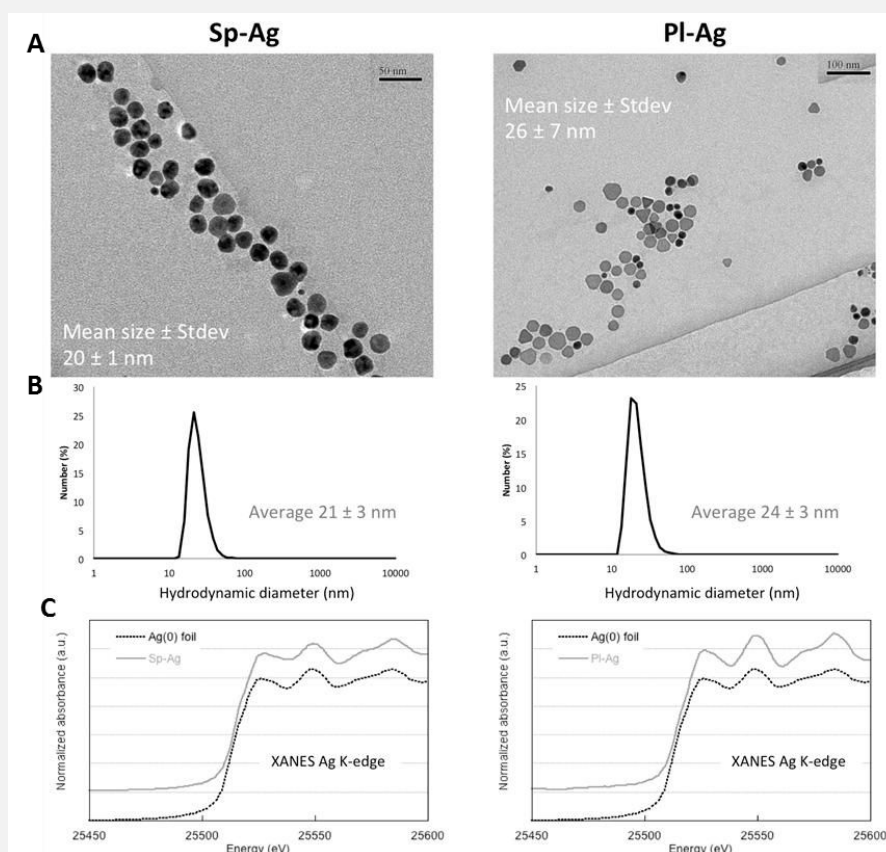 Sp-Ag
Pl-Ag
A
50 nm
Mean size ± Stdev
20 ± 1 nm
100 nm
Mean size ± Stdev
26 ± 7 nm
B
30
25
20
15
10
5
0
Number (%)
Average 21 ± 3 nm
1
10
100
1000
10000
Hydrodynamic diameter (nm)
25
20
15
10
5
0
Number (%)
Average 24 ± 3 nm
1
10
100
1000
10000
Hydrodynamic diameter (nm)
C
Normalized absorbance (a.u.)
Ag(0) foil
Sp-Ag
XANES Ag K-edge
25450
25500
25550
25600
Energy (eV)
Normalized absorbance (a.u.)
Ag(0) foil
Pl-Ag
XANES Ag K-edge
25450
25500
25550
25600
Energy (eV)